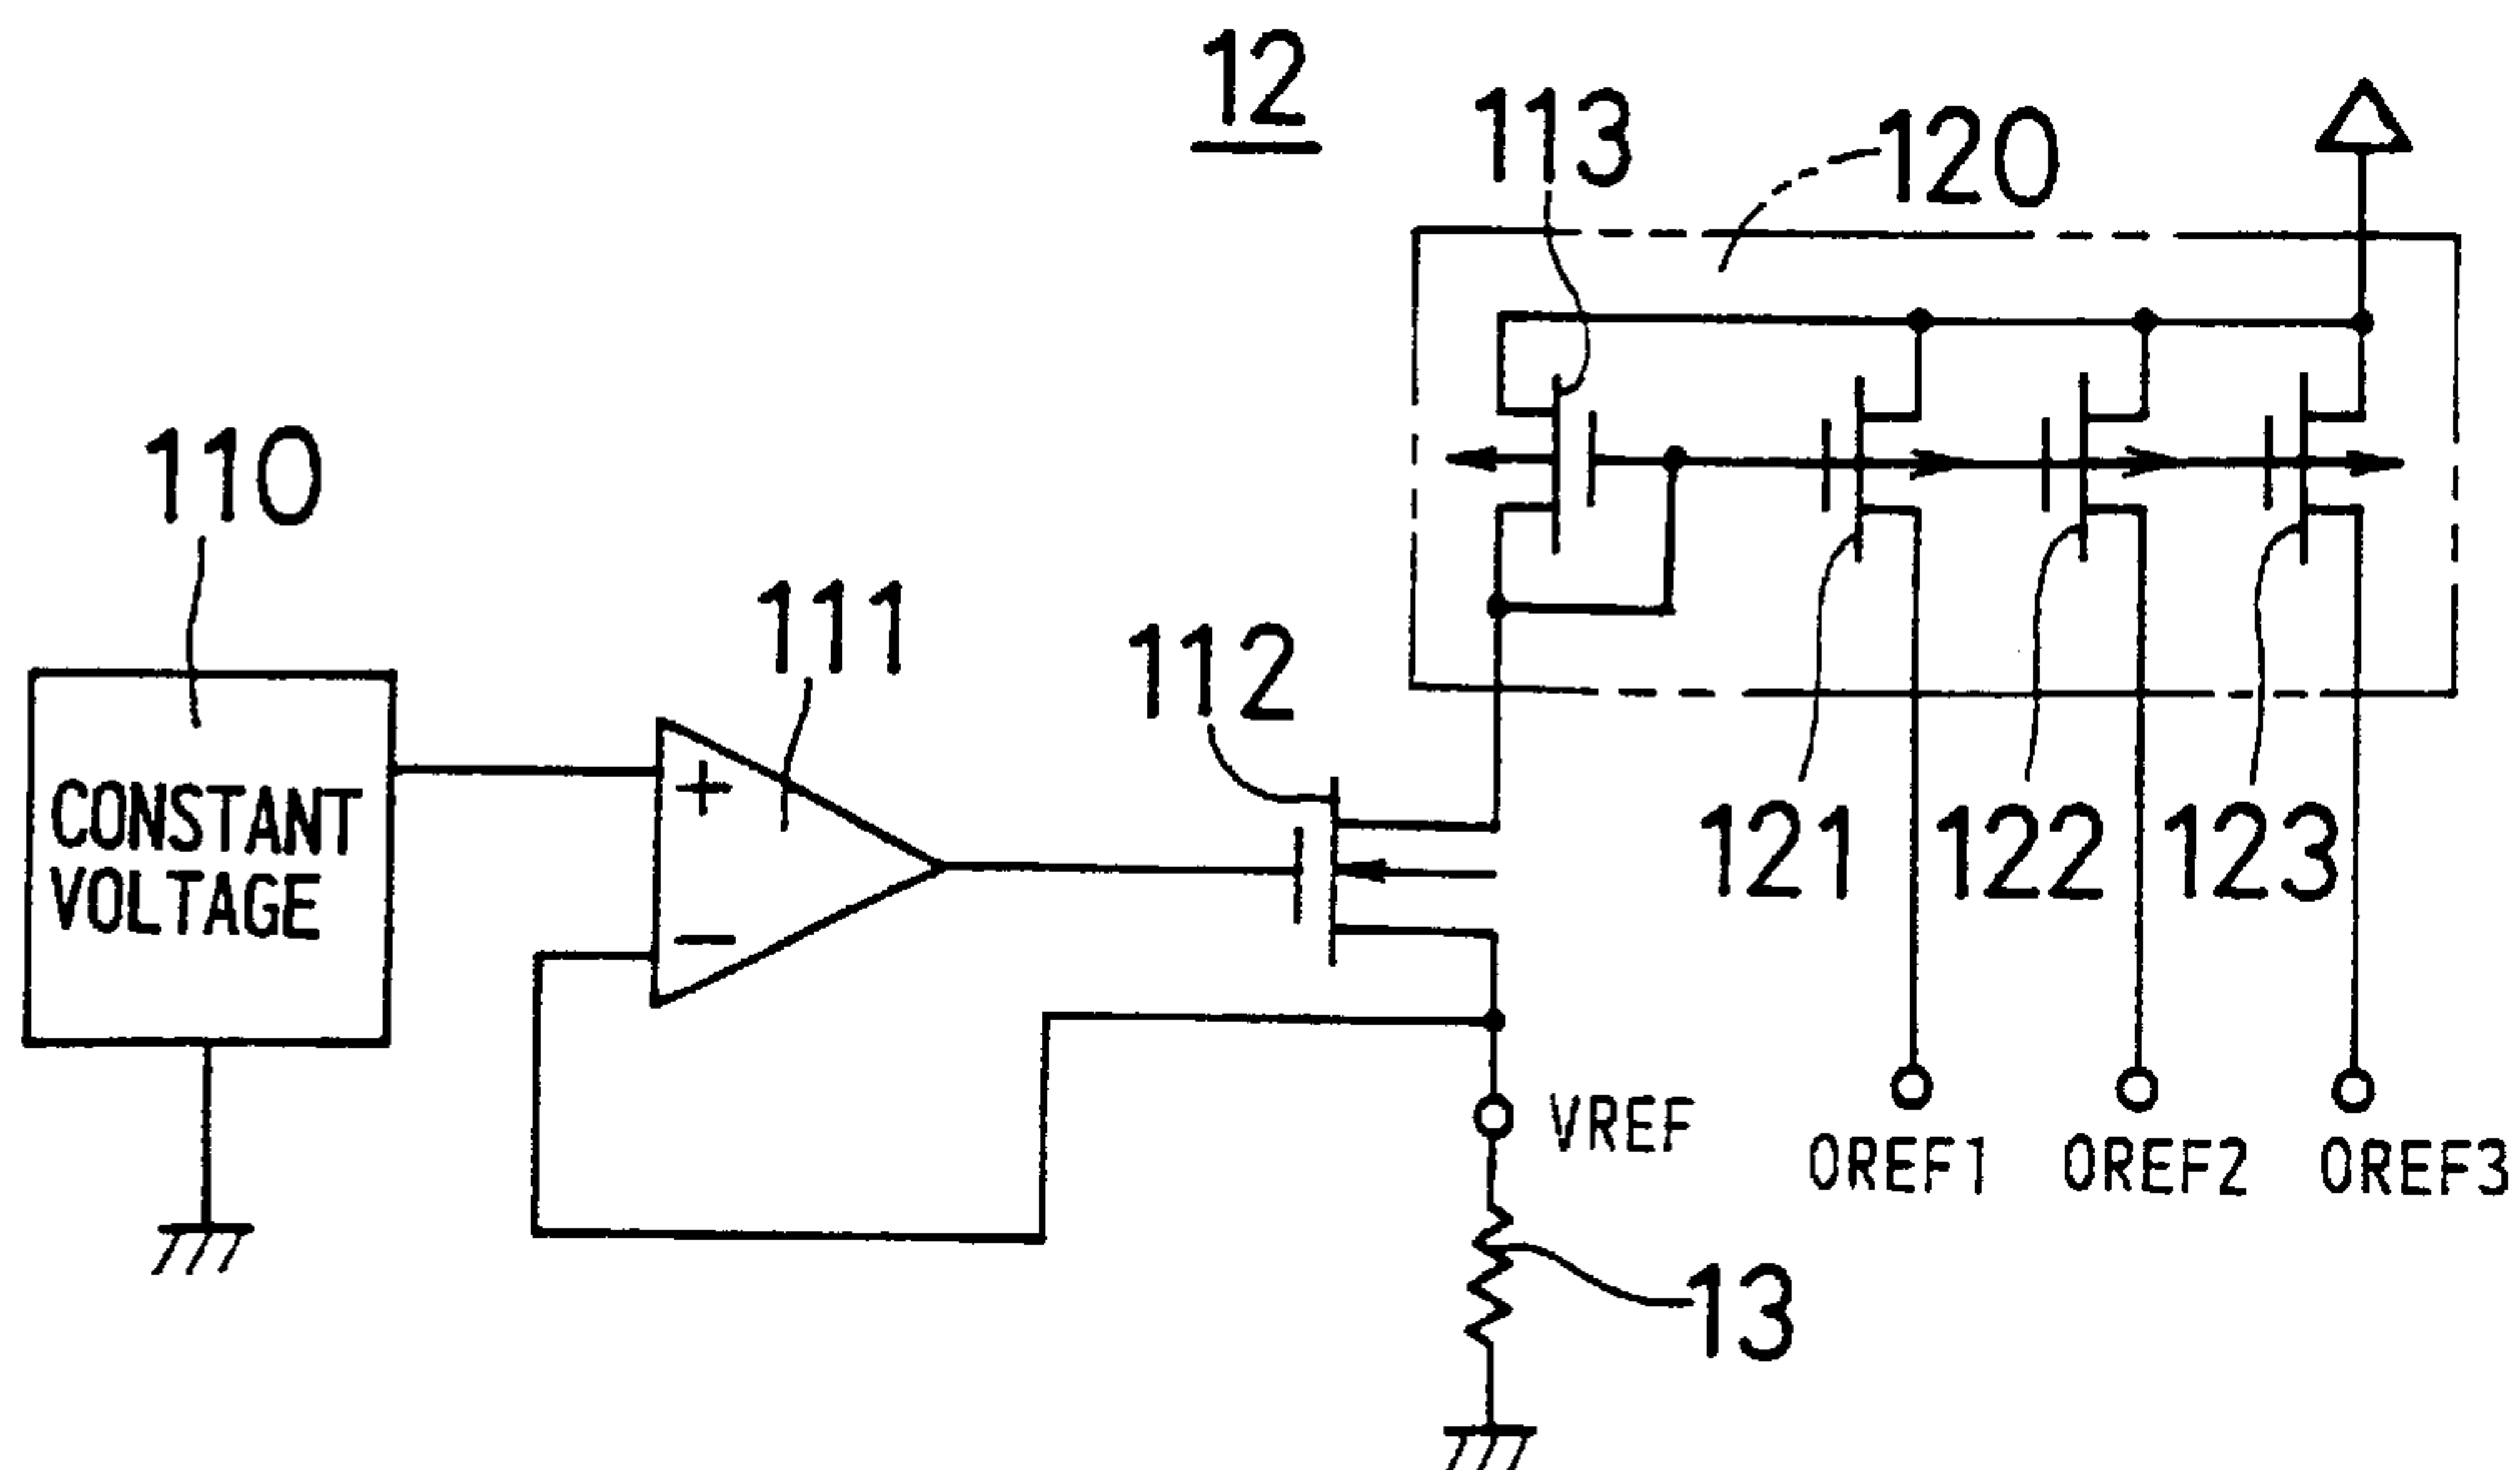 12
113
120
110
111
112
CONSTANT
VOLTAGE
+
−
121
122
123
VREF
OREF1
OREF2
OREF3
13